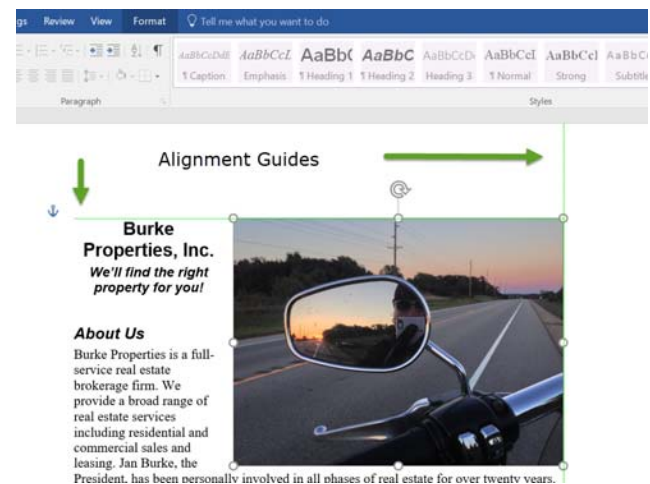 Review View Format Tell me what you want to do
AaBbCcL AaBb( AaBbC AaBbCcI AaBbCcl
¶ Caption Emphasis ¶ Heading 1 ¶ Heading 2 Heading 3 ¶ Normal Strong Subtitle
Paragraph Styles
Alignment Guides
Burke
Properties, Inc.
We'll find the right
property for you!
About Us
Burke Properties is a full-
service real estate
brokerage firm. We
provide a broad range of
real estate services
including residential and
commercial sales and
leasing. Jan Burke, the
President, has been personally involved in all phases of real estate for over twenty years.